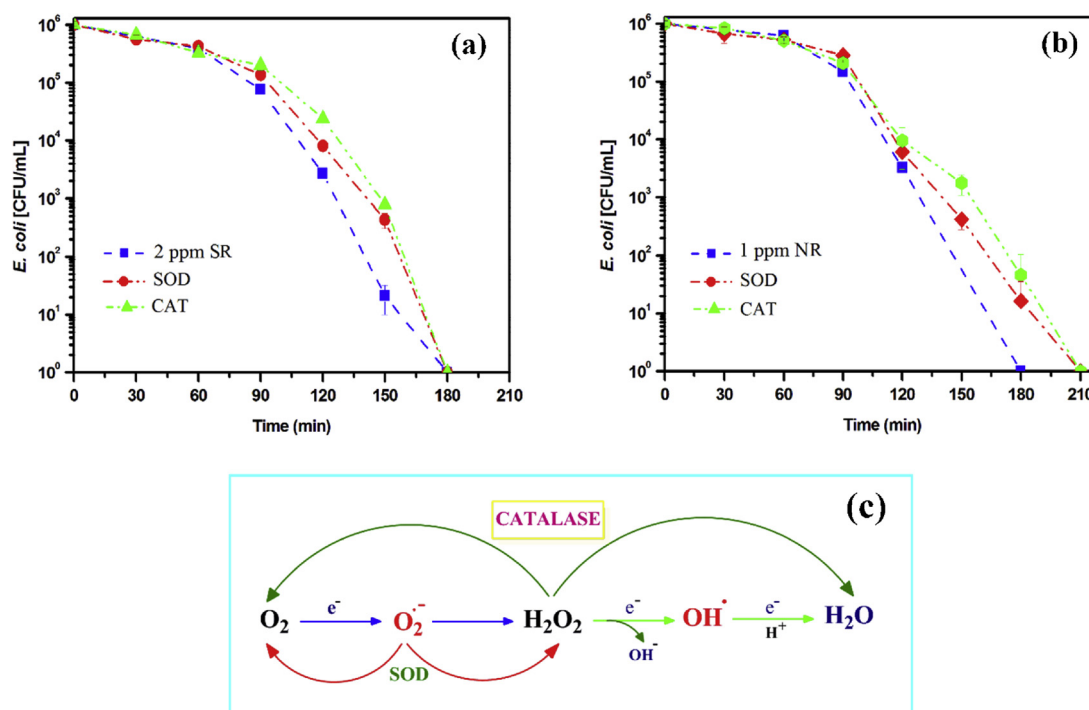 (a)
E. coli [CFU/mL]
10⁶
10⁵
10⁴
10³
10²
10¹
10⁰
2 ppm SR
SOD
CAT
0 30 60 90 120 150 180 210
Time (min)
(b)
E. coli [CFU/mL]
10⁶
10⁵
10⁴
10³
10²
10¹
10⁰
1 ppm NR
SOD
CAT
0 30 60 90 120 150 180 210
Time (min)
(c)
CATALASE
O₂ e⁻ O₂·⁻ H₂O₂ e⁻ OH⁻ OH· e⁻ H⁺ H₂O
SOD